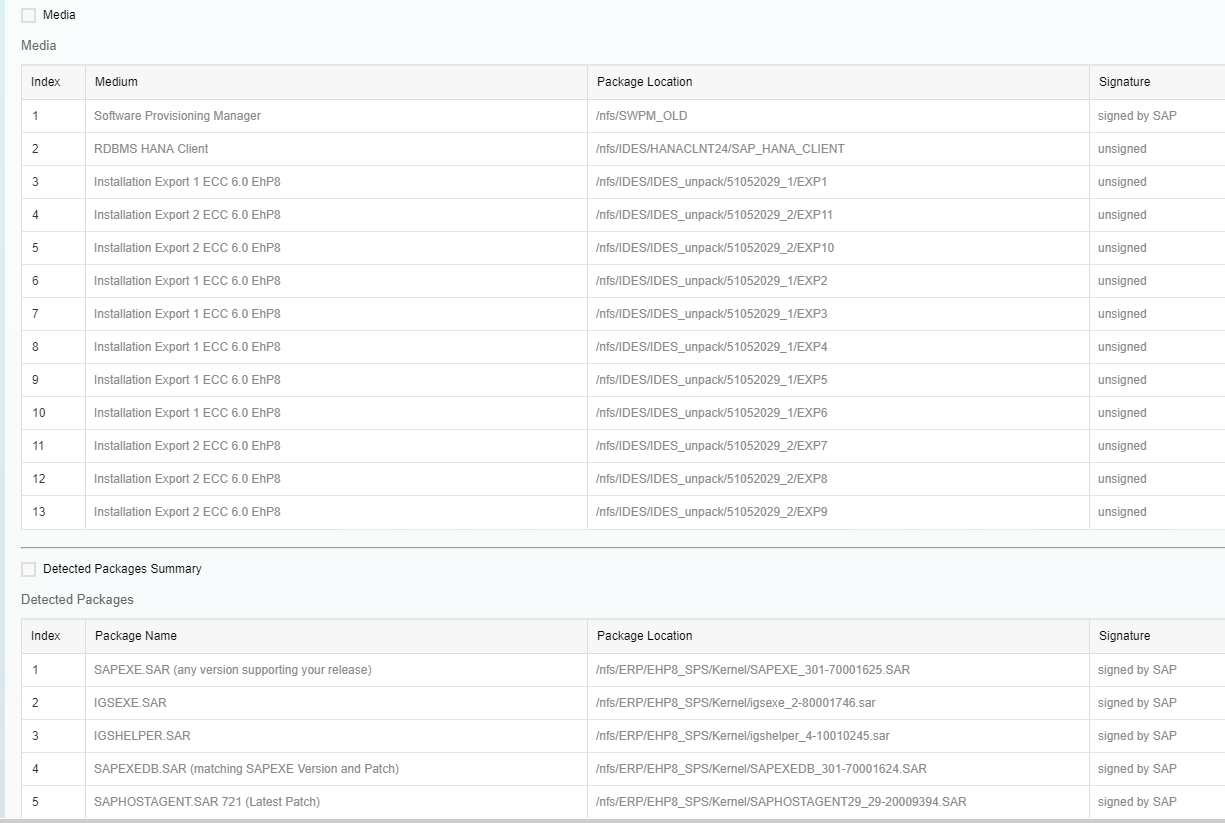 Media
Media
Index Medium Package Location Signature
1 Software Provisioning Manager /nfs/SWPM_OLD signed by SAP
2 RDBMS HANA Client /nfs/IDES/HANACLNT24/SAP_HANA_CLIENT unsigned
3 Installation Export 1 ECC 6.0 EhP8 /nfs/IDES/IDES_unpack/51052029_1/EXP1 unsigned
4 Installation Export 2 ECC 6.0 EhP8 /nfs/IDES/IDES_unpack/51052029_2/EXP11 unsigned
5 Installation Export 2 ECC 6.0 EhP8 /nfs/IDES/IDES_unpack/51052029_2/EXP10 unsigned
6 Installation Export 1 ECC 6.0 EhP8 /nfs/IDES/IDES_unpack/51052029_1/EXP2 unsigned
7 Installation Export 1 ECC 6.0 EhP8 /nfs/IDES/IDES_unpack/51052029_1/EXP3 unsigned
8 Installation Export 1 ECC 6.0 EhP8 /nfs/IDES/IDES_unpack/51052029_1/EXP4 unsigned
9 Installation Export 1 ECC 6.0 EhP8 /nfs/IDES/IDES_unpack/51052029_1/EXP5 unsigned
10 Installation Export 1 ECC 6.0 EhP8 /nfs/IDES/IDES_unpack/51052029_1/EXP6 unsigned
11 Installation Export 2 ECC 6.0 EhP8 /nfs/IDES/IDES_unpack/51052029_2/EXP7 unsigned
12 Installation Export 2 ECC 6.0 EhP8 /nfs/IDES/IDES_unpack/51052029_2/EXP8 unsigned
13 Installation Export 2 ECC 6.0 EhP8 /nfs/IDES/IDES_unpack/51052029_2/EXP9 unsigned
Detected Packages Summary
Detected Packages
Index Package Name Package Location Signature
1 SAPEXE.SAR (any version supporting your release) /nfs/ERP/EHP8_SPS/Kernel/SAPEXE_301-70001625.SAR signed by SAP
2 IGSEXE.SAR /nfs/ERP/EHP8_SPS/Kernel/igsexe_2-80001746.sar signed by SAP
3 IGSHELPER.SAR /nfs/ERP/EHP8_SPS/Kernel/igshelper_4-10010245.sar signed by SAP
4 SAPEXEDB.SAR (matching SAPEXE Version and Patch) /nfs/ERP/EHP8_SPS/Kernel/SAPEXEDB_301-70001624.SAR signed by SAP
5 SAPHOSTAGENT.SAR 721 (Latest Patch) /nfs/ERP/EHP8_SPS/Kernel/SAPHOSTAGENT29_29-20009394.SAR signed by SAP